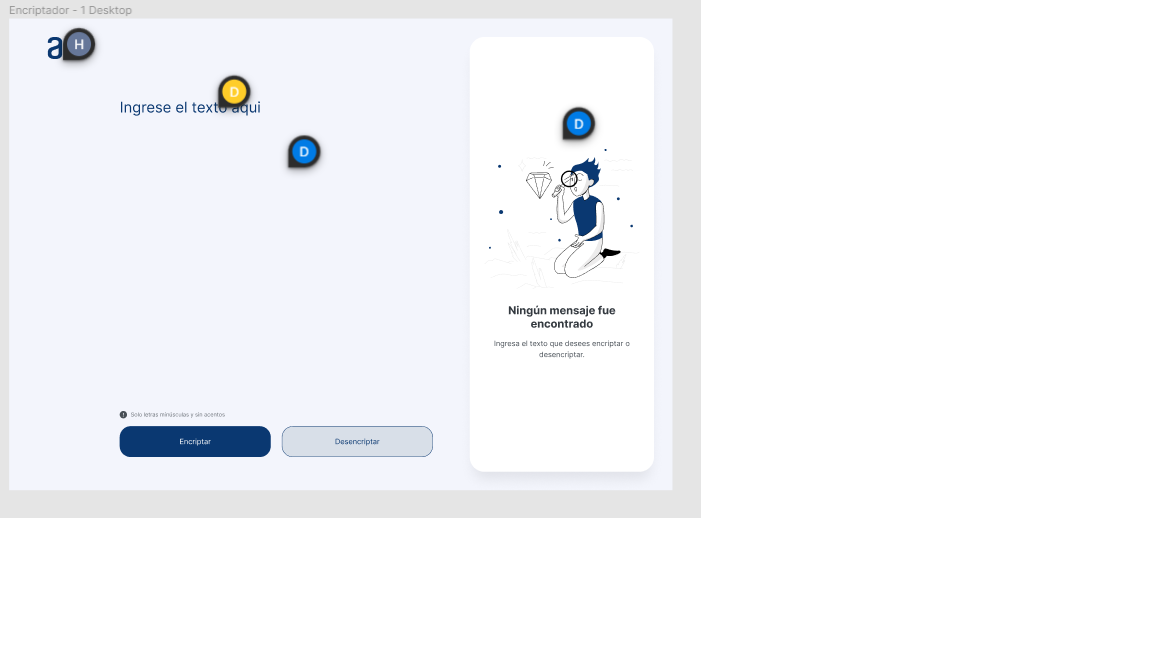 Encriptador - 1 Desktop
a
H
D
Ingrese el texto aqui
D
D
Ningún mensaje fue
encontrado
Ingresa el texto que desees encriptar o
desencriptar.
Solo letras minúsculas y sin acentos
Encriptar
Desencriptar